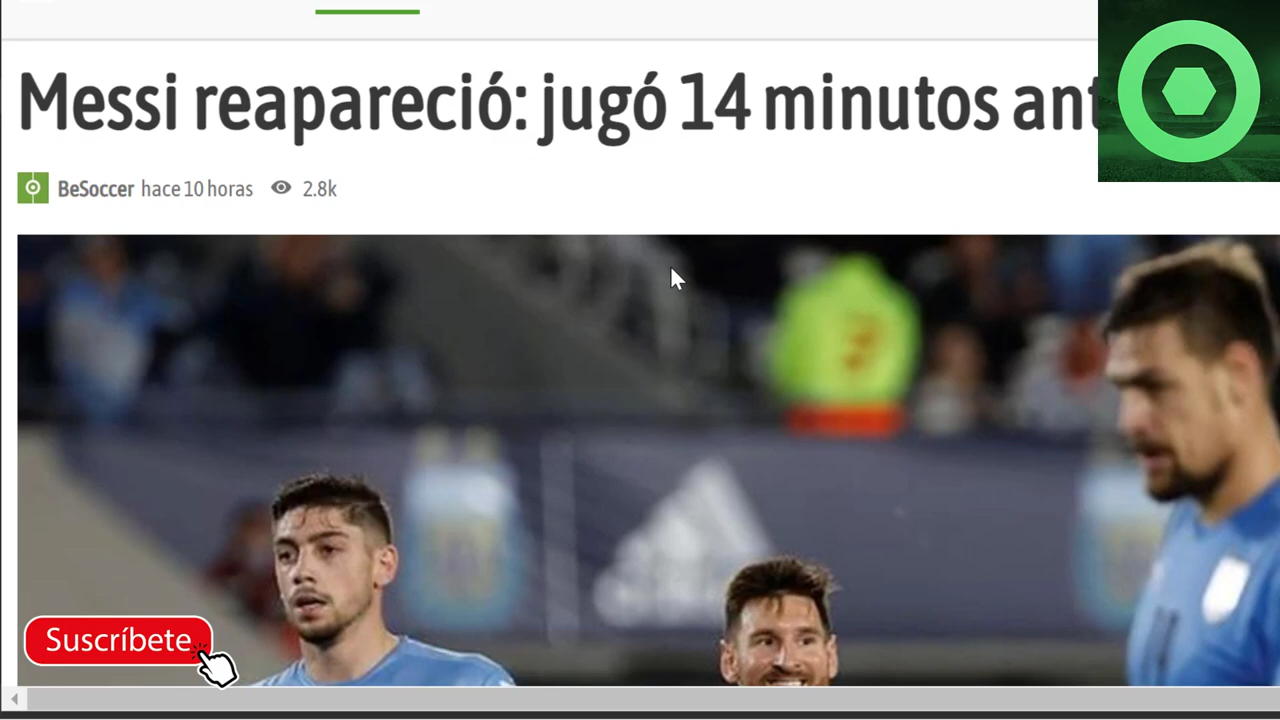 Messi reapareció: jugó 14 minutos ant
BeSoccer hace 10 horas 2.8k
Suscríbete